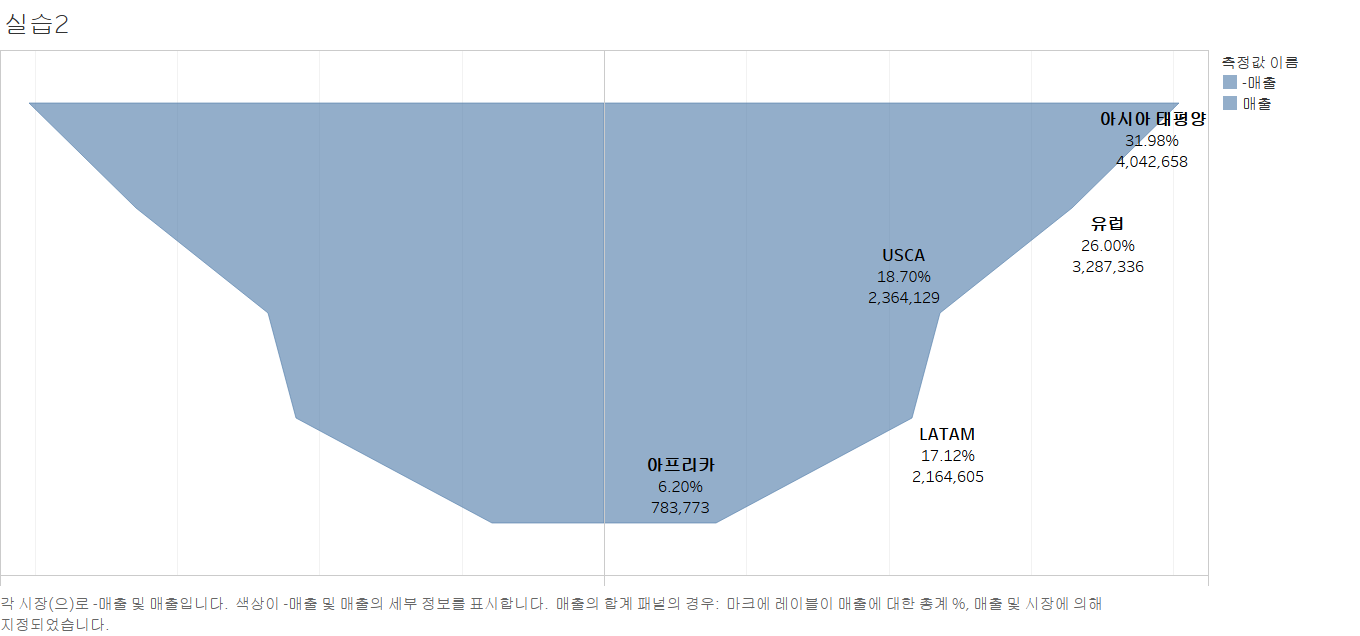 실습2
측정값 이름
-매출
매출
아시아 태평양
31.98%
4,042,658
유럽
26.00%
3,287,336
USCA
18.70%
2,364,129
LATAM
17.12%
2,164,605
아프리카
6.20%
783,773
각 시장(으)로 -매출 및 매출입니다. 색상이 -매출 및 매출의 세부 정보를 표시합니다. 매출의 합계 패널의 경우: 마크에 레이블이 매출에 대한 총계 %, 매출 및 시장에 의해
지정되었습니다.